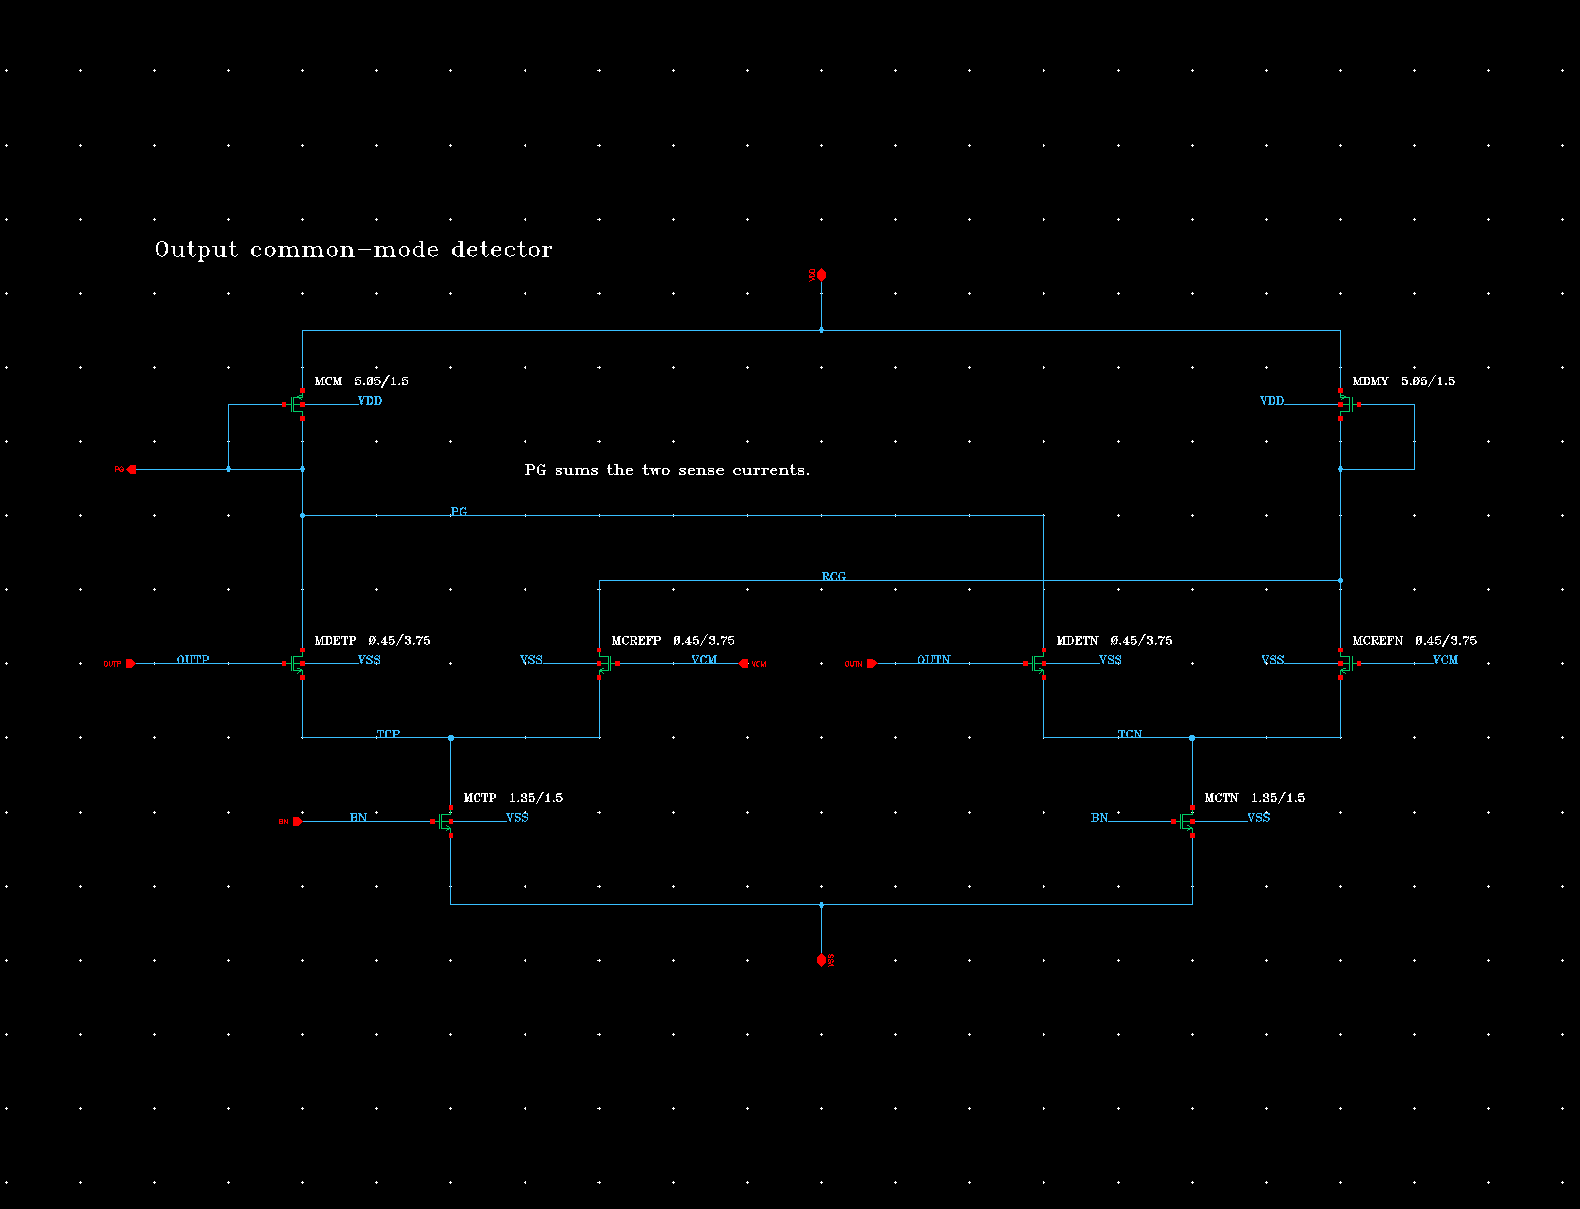 Output common-mode detector
VDD
MCM 5.05/1.5
MDMY 5.05/1.5
VDD
VDD
PG
PG sums the two sense currents.
PG
RCG
MDETP 0.45/3.75
MCREFP 0.45/3.75
MDETN 0.45/3.75
MCREFN 0.45/3.75
OUTP
OUTP
VSS
VSS
VCM
VCM
OUTN
OUTN
VSS
VSS
VCM
TCP
TCN
MCTP 1.35/1.5
MCTN 1.35/1.5
BN
BN
VSS
BN
VSS
VSS